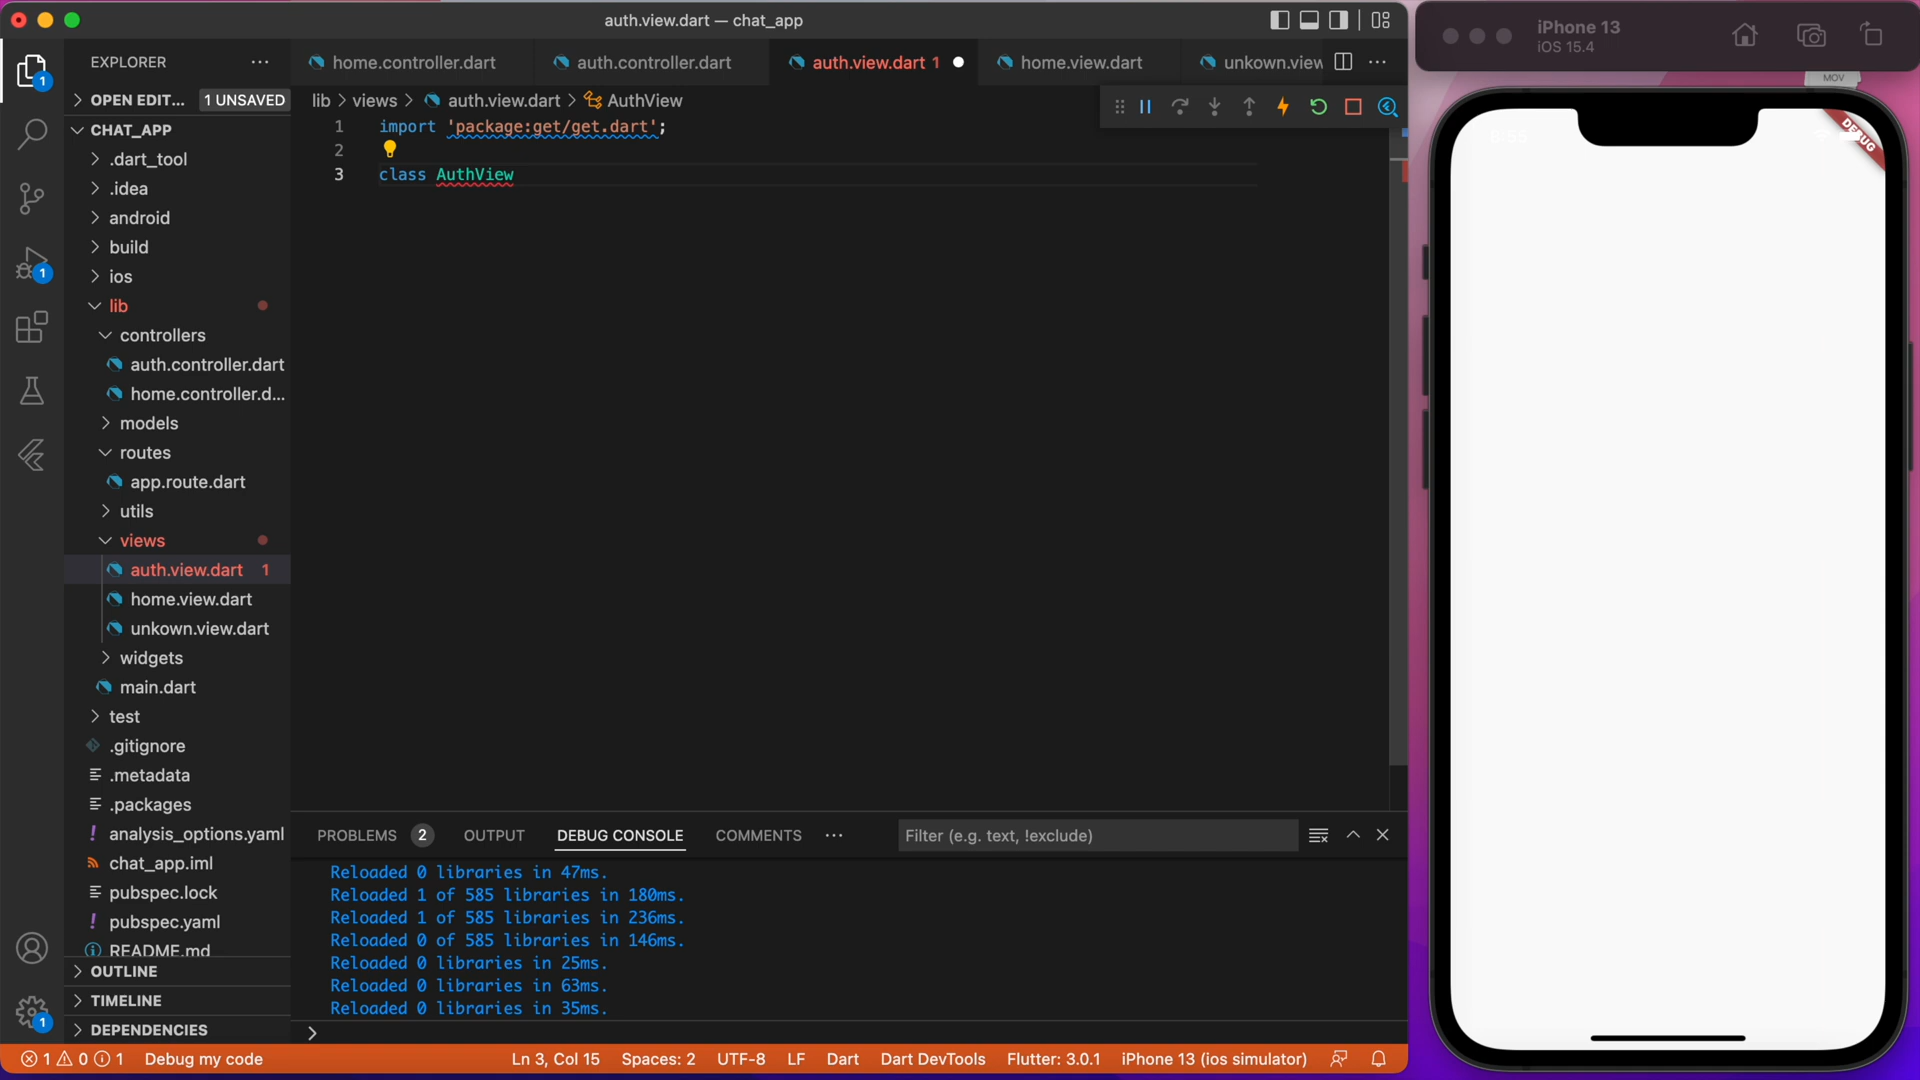 auth.view.dart — chat_app
EXPLORER
OPEN EDIT... 1 UNSAVED
CHAT_APP
.dart_tool
.idea
android
build
ios
lib
controllers
auth.controller.dart
home.controller.d...
models
routes
app.route.dart
utils
views
auth.view.dart 1
home.view.dart
unkown.view.dart
widgets
main.dart
test
.gitignore
.metadata
.packages
analysis_options.yaml
chat_app.iml
pubspec.lock
pubspec.yaml
README.md
OUTLINE
TIMELINE
DEPENDENCIES
1
1
1
home.controller.dart auth.controller.dart auth.view.dart 1 home.view.dart unkown.view
lib > views > auth.view.dart > AuthView
1 import 'package:get/get.dart';
2
3 class AuthView
PROBLEMS 2 OUTPUT DEBUG CONSOLE COMMENTS Filter (e.g. text, !exclude)
Reloaded 0 libraries in 47ms.
Reloaded 1 of 585 libraries in 180ms.
Reloaded 1 of 585 libraries in 236ms.
Reloaded 0 of 585 libraries in 146ms.
Reloaded 0 libraries in 25ms.
Reloaded 0 libraries in 63ms.
Reloaded 0 libraries in 35ms.
1 0 1 Debug my code Ln 3, Col 15 Spaces: 2 UTF-8 LF Dart Dart DevTools Flutter: 3.0.1 iPhone 13 (ios simulator)
iPhone 13
iOS 15.4
MOV
DEBUG